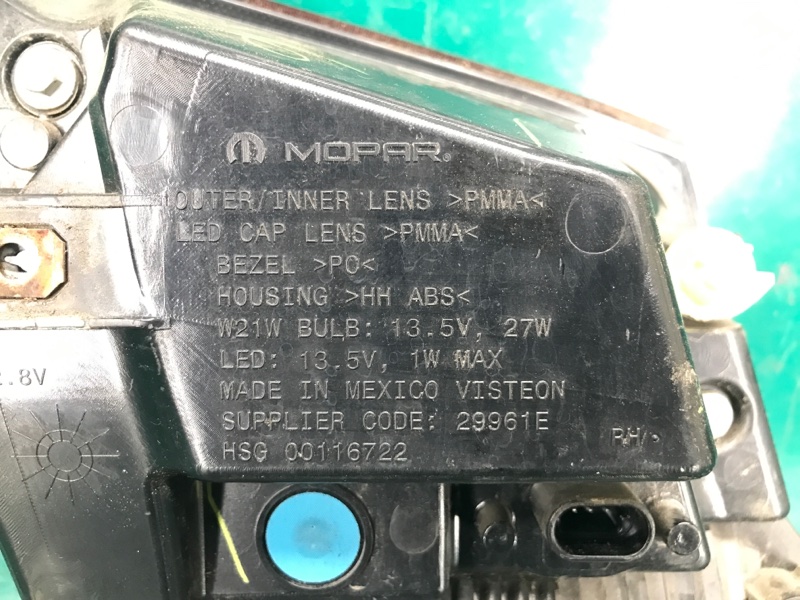 MOPAR®
OUTER/INNER LENS >PMMA<
LED CAP LENS >PMMA<
BEZEL >PC<
HOUSING >HH ABS<
W21W BULB: 13.5V, 27W
LED: 13.5V, 1W MAX
MADE IN MEXICO VISTEON
SUPPLIER CODE: 29961E
HSG 00116722
RH
.8V